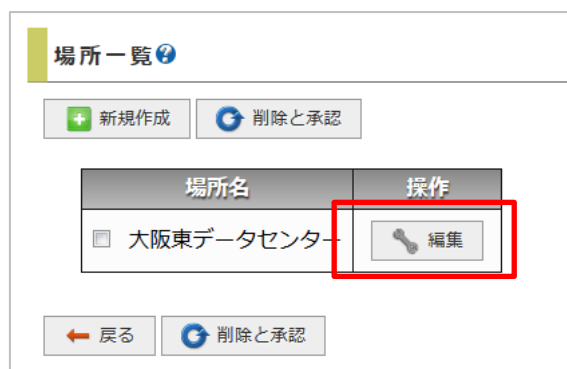 場所一覧
新規作成 削除と承認
場所名 操作
大阪東データセンター 編集
戻る 削除と承認